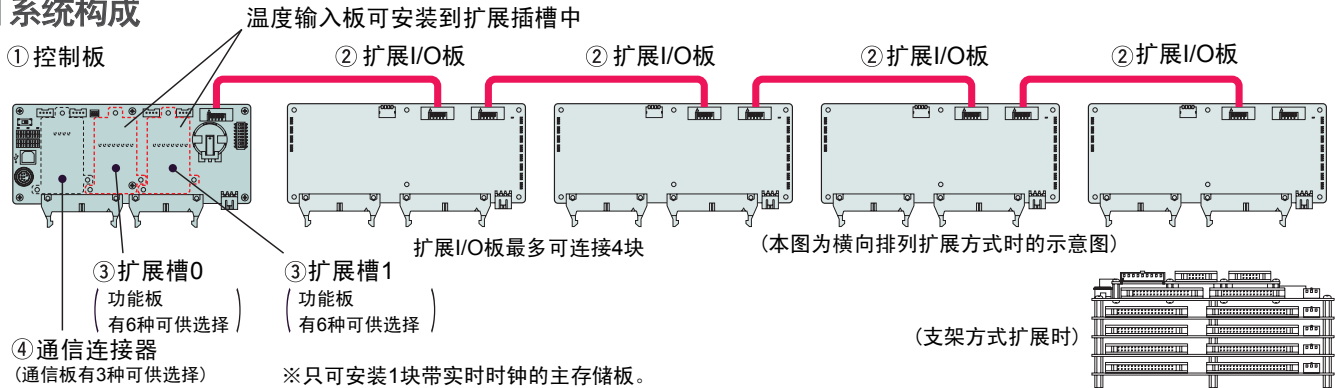 系统构成
温度输入板可安装到扩展插槽中
①控制板
②扩展I/O板
②扩展I/O板
②扩展I/O板
②扩展I/O板
扩展I/O板最多可连接4块
(本图为横向排列扩展方式时的示意图)
③扩展槽0
(功能板
有6种可供选择)
③扩展槽1
(功能板
有6种可供选择)
(支架方式扩展时)
④通信连接器
(通信板有3种可供选择)
※只可安装1块带实时时钟的主存储板。